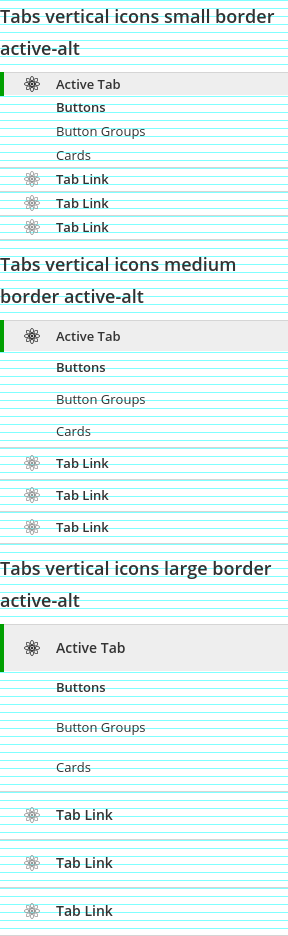 Tabs vertical icons small border
active-alt
Active Tab
Buttons
Button Groups
Cards
Tab Link
Tab Link
Tab Link
Tabs vertical icons medium
border active-alt
Active Tab
Buttons
Button Groups
Cards
Tab Link
Tab Link
Tab Link
Tabs vertical icons large border
active-alt
Active Tab
Buttons
Button Groups
Cards
Tab Link
Tab Link
Tab Link